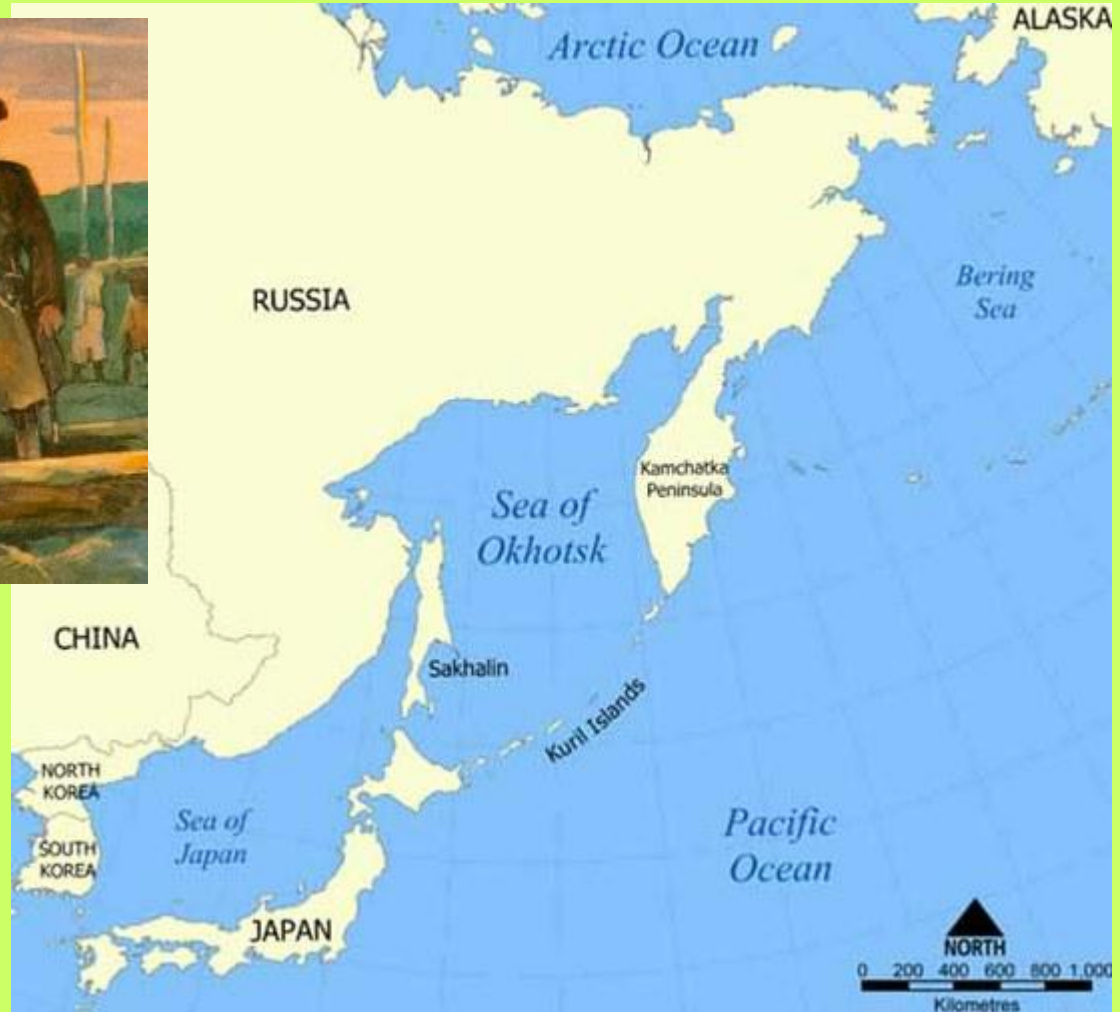 ALASKA
Arctic Ocean
RUSSIA
Bering
Sea
Kamchatka
Peninsula
Sea of
Okhotsk
CHINA
Sakhalin
Kuril Islands
NORTH
KOREA
SOUTH
KOREA
Sea of
Japan
JAPAN
Pacific
Ocean
NORTH
0 200 400 600 800 1,000
Kilometres